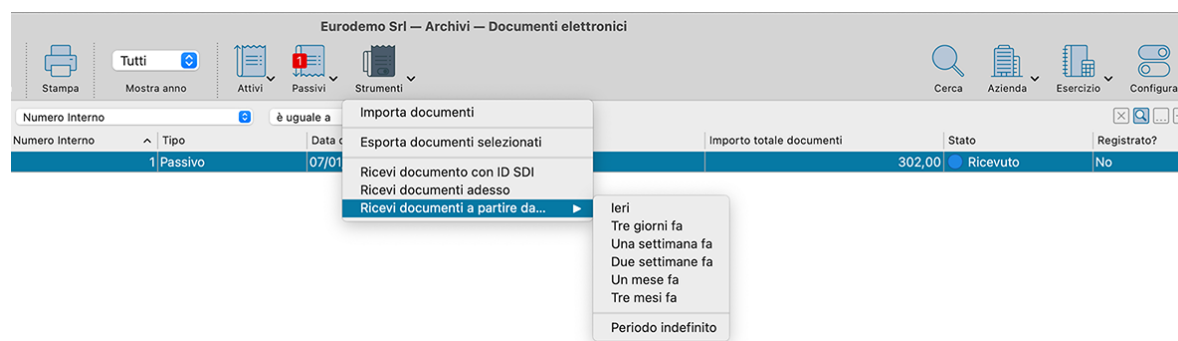 Eurodemo Srl — Archivi — Documenti elettronici
Tutti
1
Stampa Mostra anno Attivi Passivi Strumenti Cerca Azienda Esercizio Configura
Numero Interno è uguale a
Numero Interno Tipo Data Importo totale documenti Stato Registrato?
1 Passivo 07/01 302,00 Ricevuto No
Importa documenti
Esporta documenti selezionati
Ricevi documento con ID SDI
Ricevi documenti adesso
Ricevi documenti a partire da...
Ieri
Tre giorni fa
Una settimana fa
Due settimane fa
Un mese fa
Tre mesi fa
Periodo indefinito